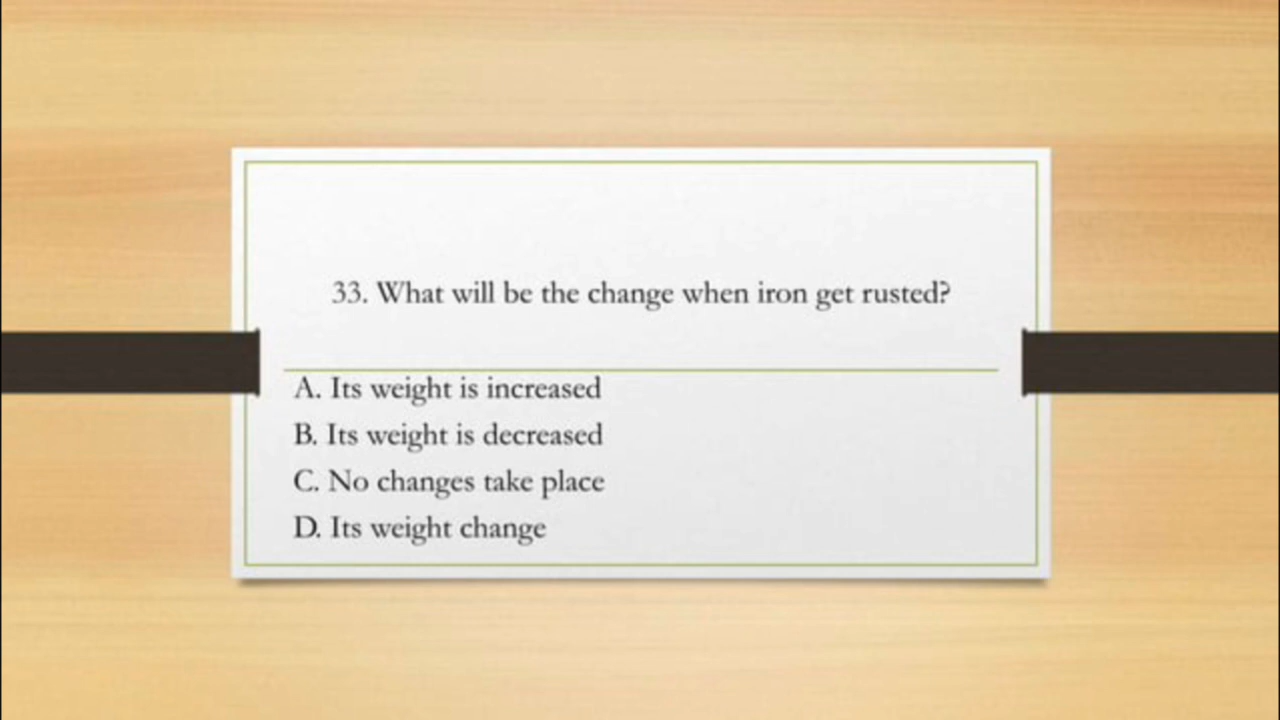 33. What will be the change when iron get rusted?
A. Its weight is increased
B. Its weight is decreased
C. No changes take place
D. Its weight change